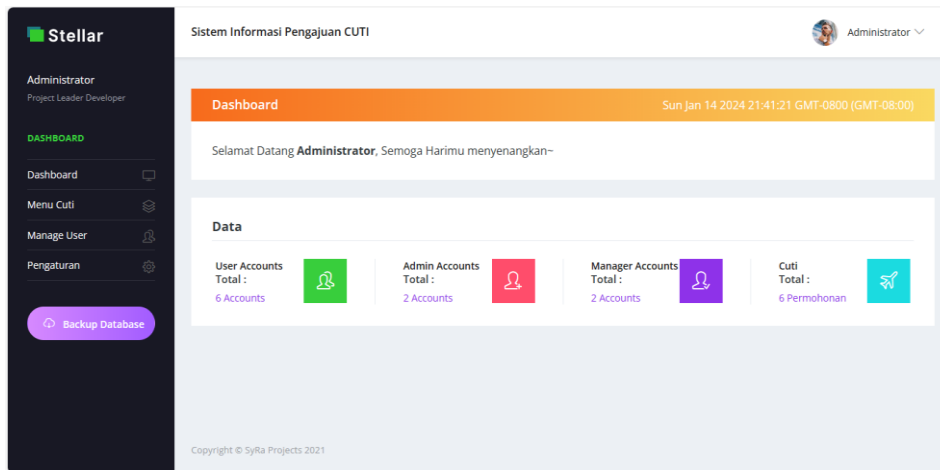 Stellar
Administrator
Project Leader Developer
DASHBOARD
Dashboard
Menu Cuti
Manage User
Pengaturan
Backup Database
Sistem Informasi Pengajuan CUTI
Administrator
Dashboard
Sun Jan 14 2024 21:41:21 GMT-0800 (GMT-08:00)
Selamat Datang Administrator, Semoga Harimu menyenangkan~
Data
User Accounts
Total :
6 Accounts
Admin Accounts
Total :
2 Accounts
Manager Accounts
Total :
2 Accounts
Cuti
Total :
6 Permohonan
Copyright © SyRa Projects 2021